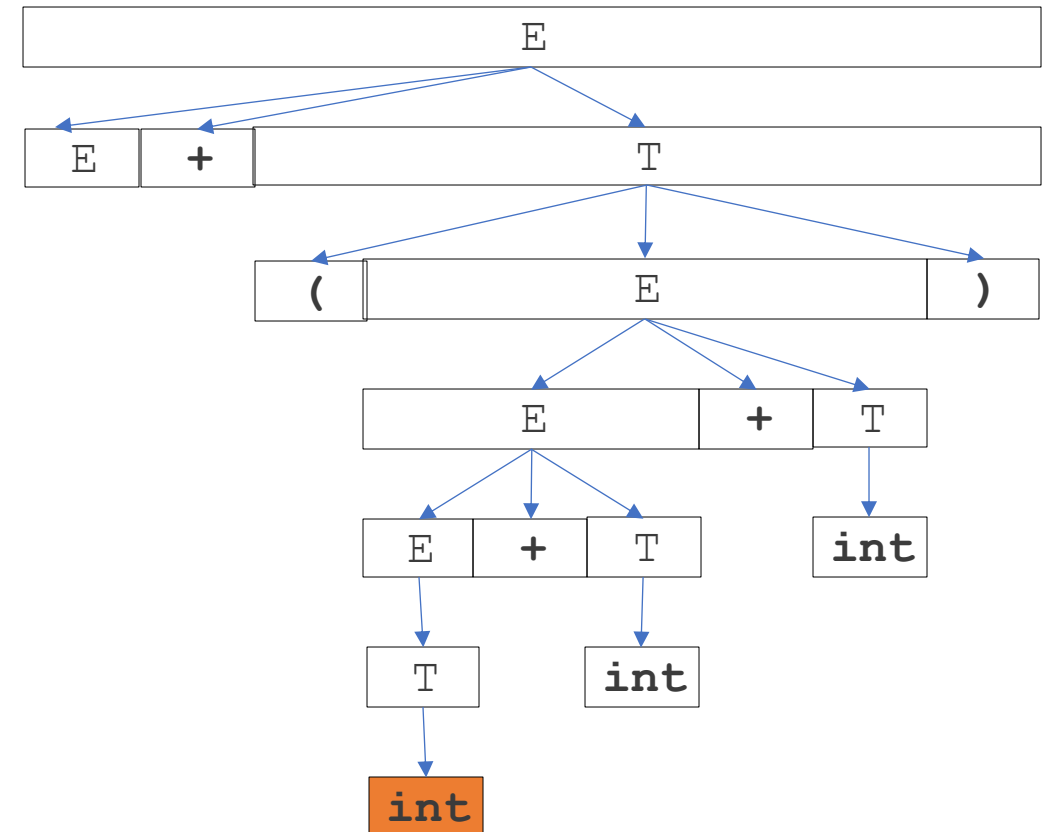 E
E + T
( E )
E + T
E + T int
T int
int